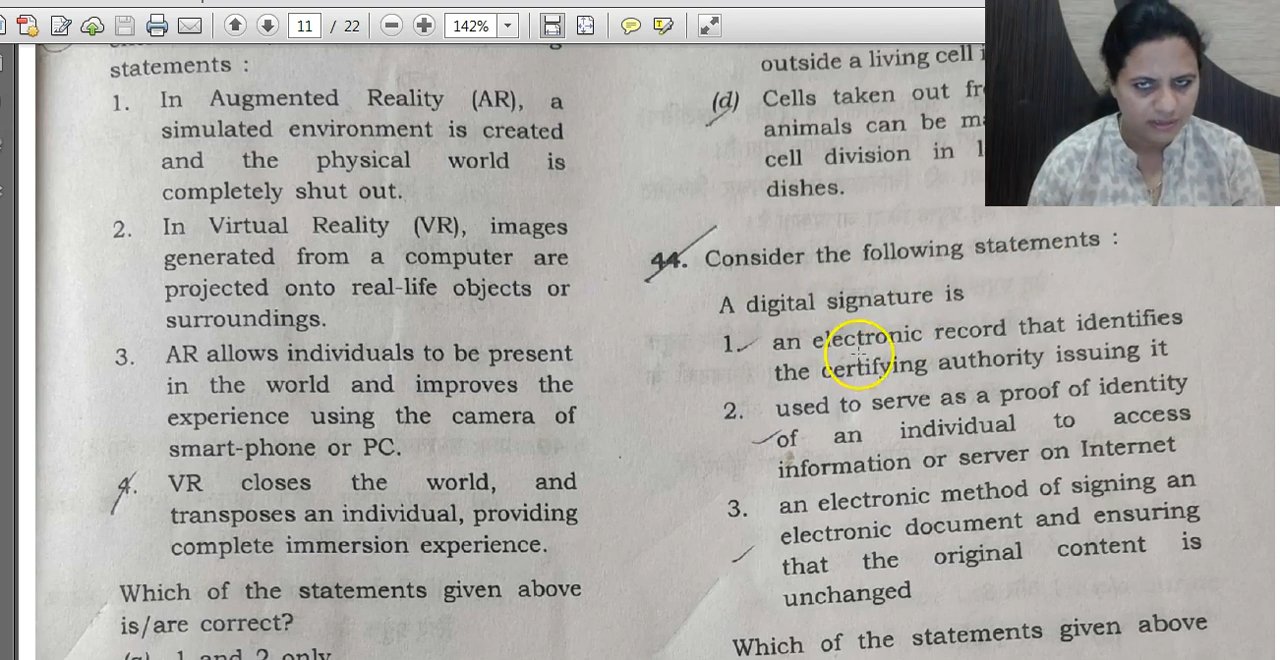 11 / 22
142%
statements :
1. In Augmented Reality (AR), a
simulated environment is created
and the physical world is
completely shut out.
2. In Virtual Reality (VR), images
generated from a computer are
projected onto real-life objects or
surroundings.
3. AR allows individuals to be present
in the world and improves the
experience using the camera of
smart-phone or PC.
4. VR closes the world, and
transposes an individual, providing
complete immersion experience.
Which of the statements given above
is/are correct?
(a) 1 and 2 only
outside a living cell
(d) Cells taken out
animals can be
cell division in
dishes.
44. Consider the following statements :
A digital signature is
1. an electronic record that identifies
the certifying authority issuing it
2. used to serve as a proof of identity
of an individual to access
information or server on Internet
3. an electronic method of signing an
electronic document and ensuring
that the original content is
unchanged
Which of the statements given above